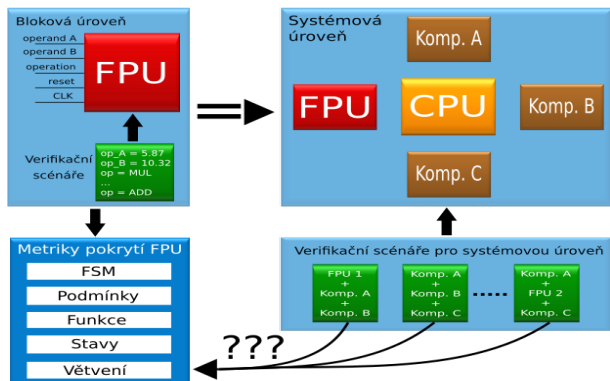 Bloková úroveň
operand A
operand B
operation
reset
CLK
FPU
Verifikační
scénáře
op_A = 5.87
op_B = 10.32
op = MUL
...
op = ADD
Systémová
úroveň
Komp. A
FPU
CPU
Komp. B
Komp. C
Metriky pokrytí FPU
FSM
Podmínky
Funkce
Stavy
Větvení
Verifikační scénáře pro systémovou úroveň
FPU 1
+
Komp. A
+
Komp. B
Komp. A
+
Komp. B
+
Komp. C
.....
Komp. A
+
FPU 2
+
Komp. C
???